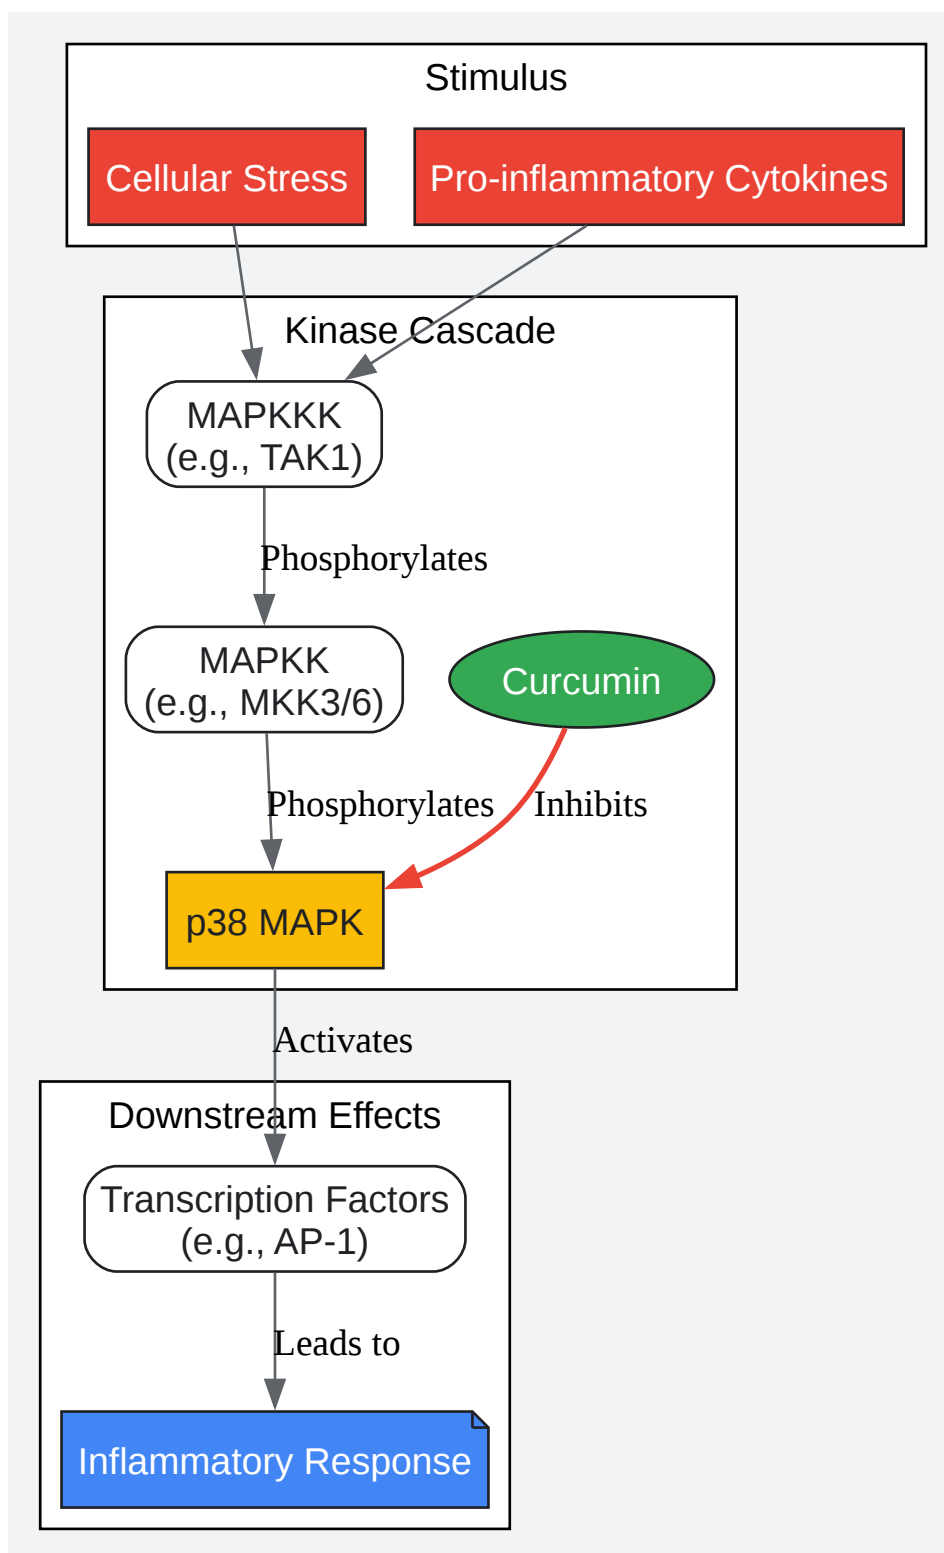 Stimulus
Cellular Stress
Pro-inflammatory Cytokines
Kinase Cascade
MAPKKK
(e.g., TAK1)
Phosphorylates
MAPKK
(e.g., MKK3/6)
Curcumin
Phosphorylates
Inhibits
p38 MAPK
Activates
Downstream Effects
Transcription Factors
(e.g., AP-1)
Leads to
Inflammatory Response